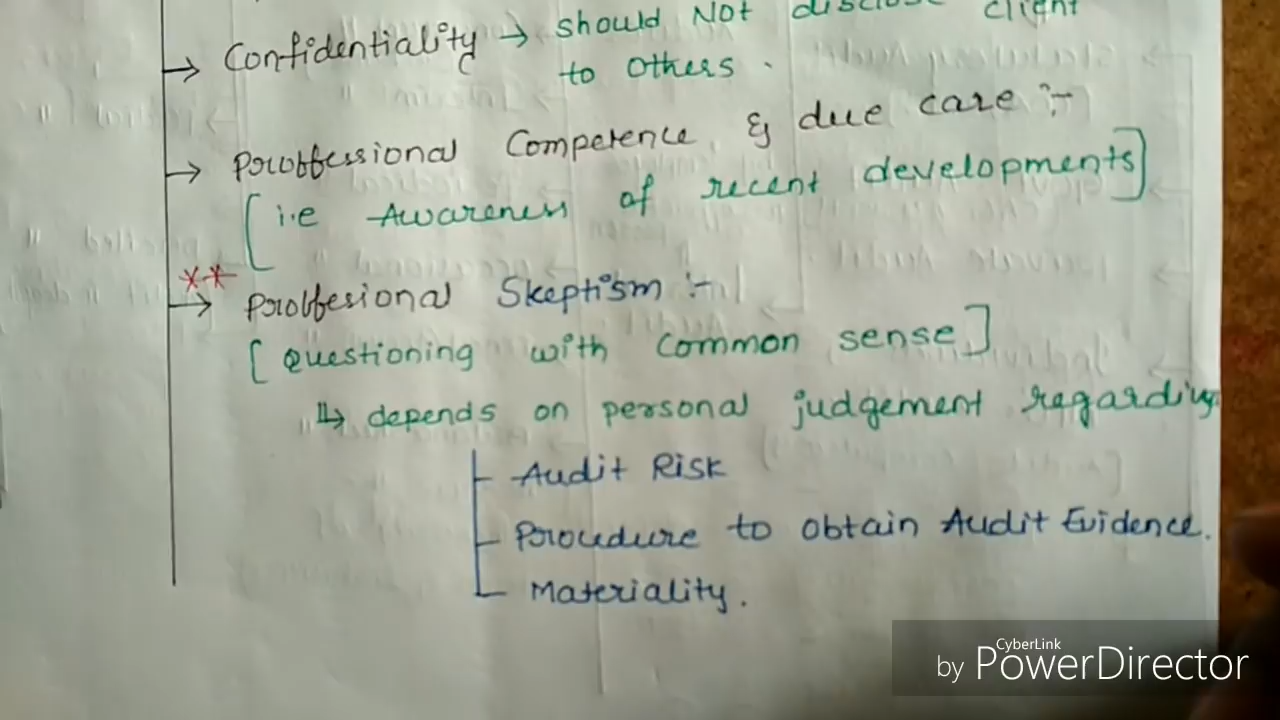 → Confidentiality → should Not disclose client
to others.
→ Proffessional Competence & due care :-
[i.e Awareness of recent developments]
** → Proffesional Skeptism :-
[Questioning with common sense]
↳ depends on personal judgement regarding
Audit Risk
Procedure to obtain Audit Evidence.
Materiality.
CyberLink
by PowerDirector